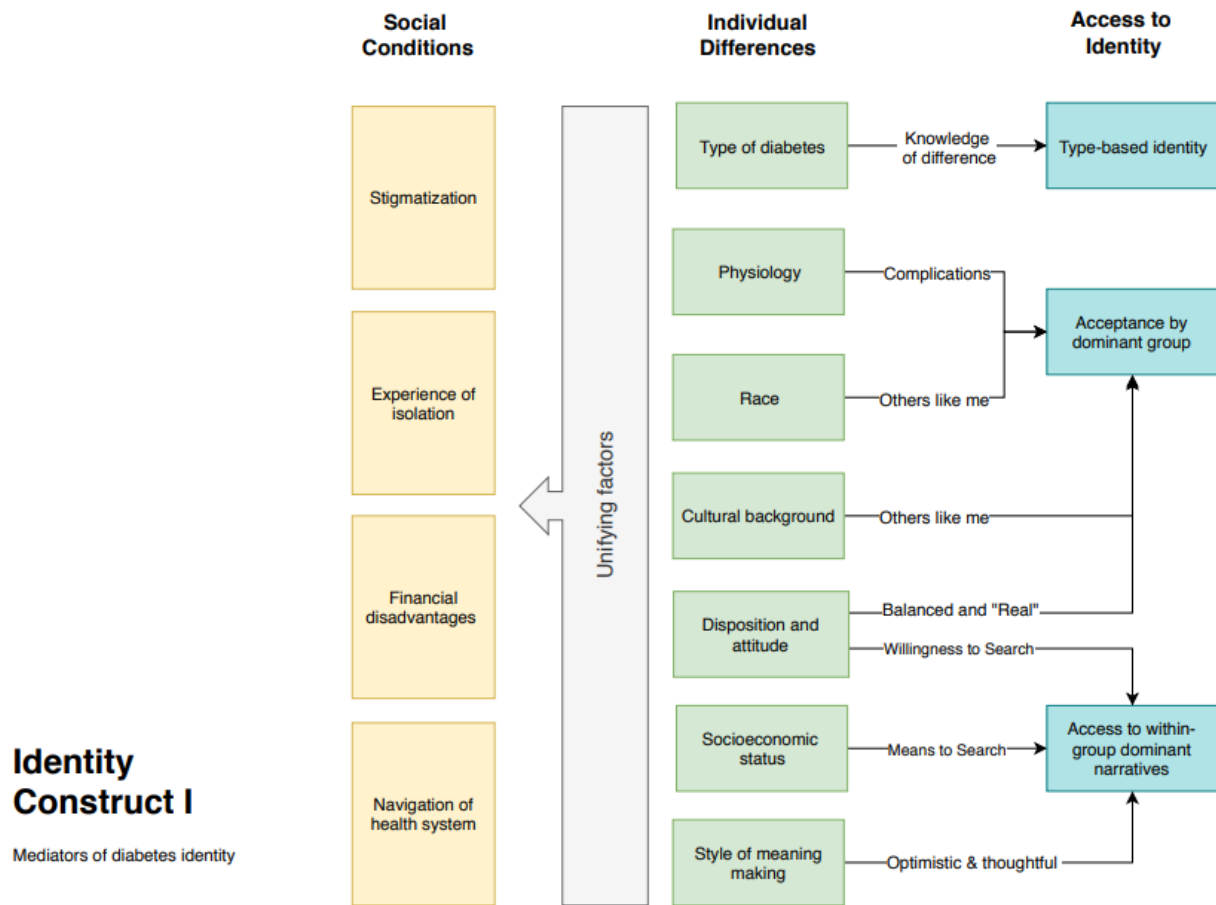 Social
Conditions
Individual
Differences
Access to
Identity
Stigmatization
Experience of
isolation
Financial
disadvantages
Navigation of
health system
Unifying factors
Type of diabetes
Knowledge
of difference
Type-based identity
Physiology
Complications
Acceptance by
dominant group
Race
Others like me
Cultural background
Others like me
Disposition and
attitude
Balanced and "Real"
Willingness to Search
Socioeconomic
status
Means to Search
Access to within-
group dominant
narratives
Style of meaning
making
Optimistic & thoughtful
Identity
Construct I
Mediators of diabetes identity